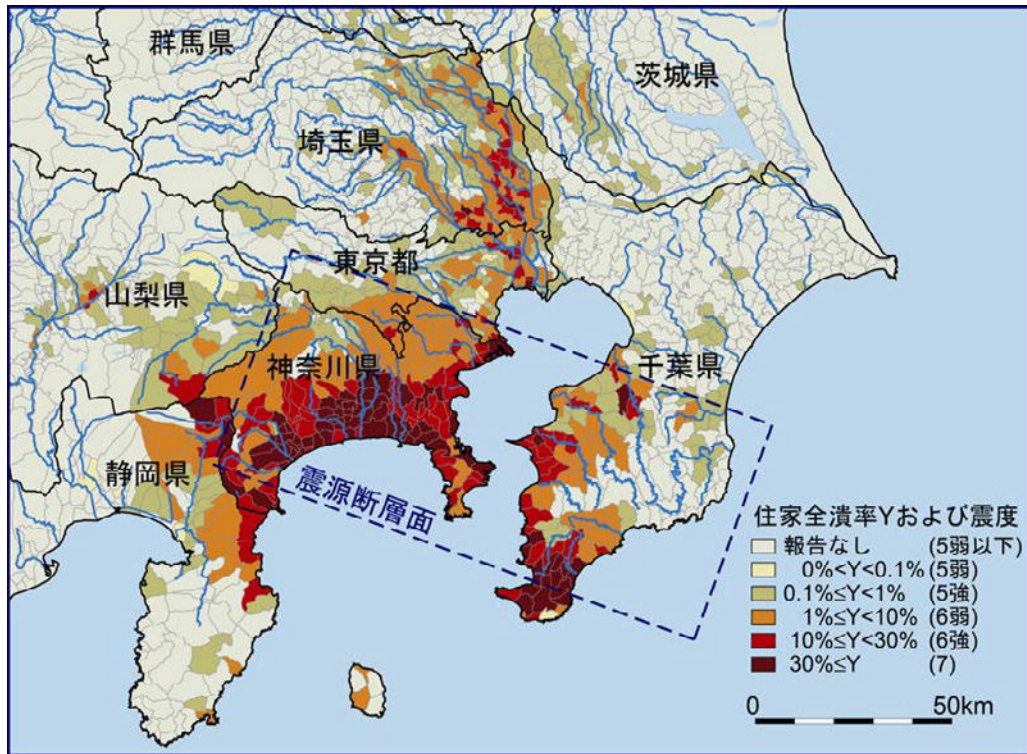 群馬県
茨城県
埼玉県
東京都
山梨県
神奈川県
千葉県
静岡県
震源断層面
住家全潰率Yおよび震度
報告なし (5弱以下)
0%<Y<0.1% (5弱)
0.1%≤Y<1% (5強)
1%≤Y<10% (6弱)
10%≤Y<30% (6強)
30%≤Y (7)
0 50km